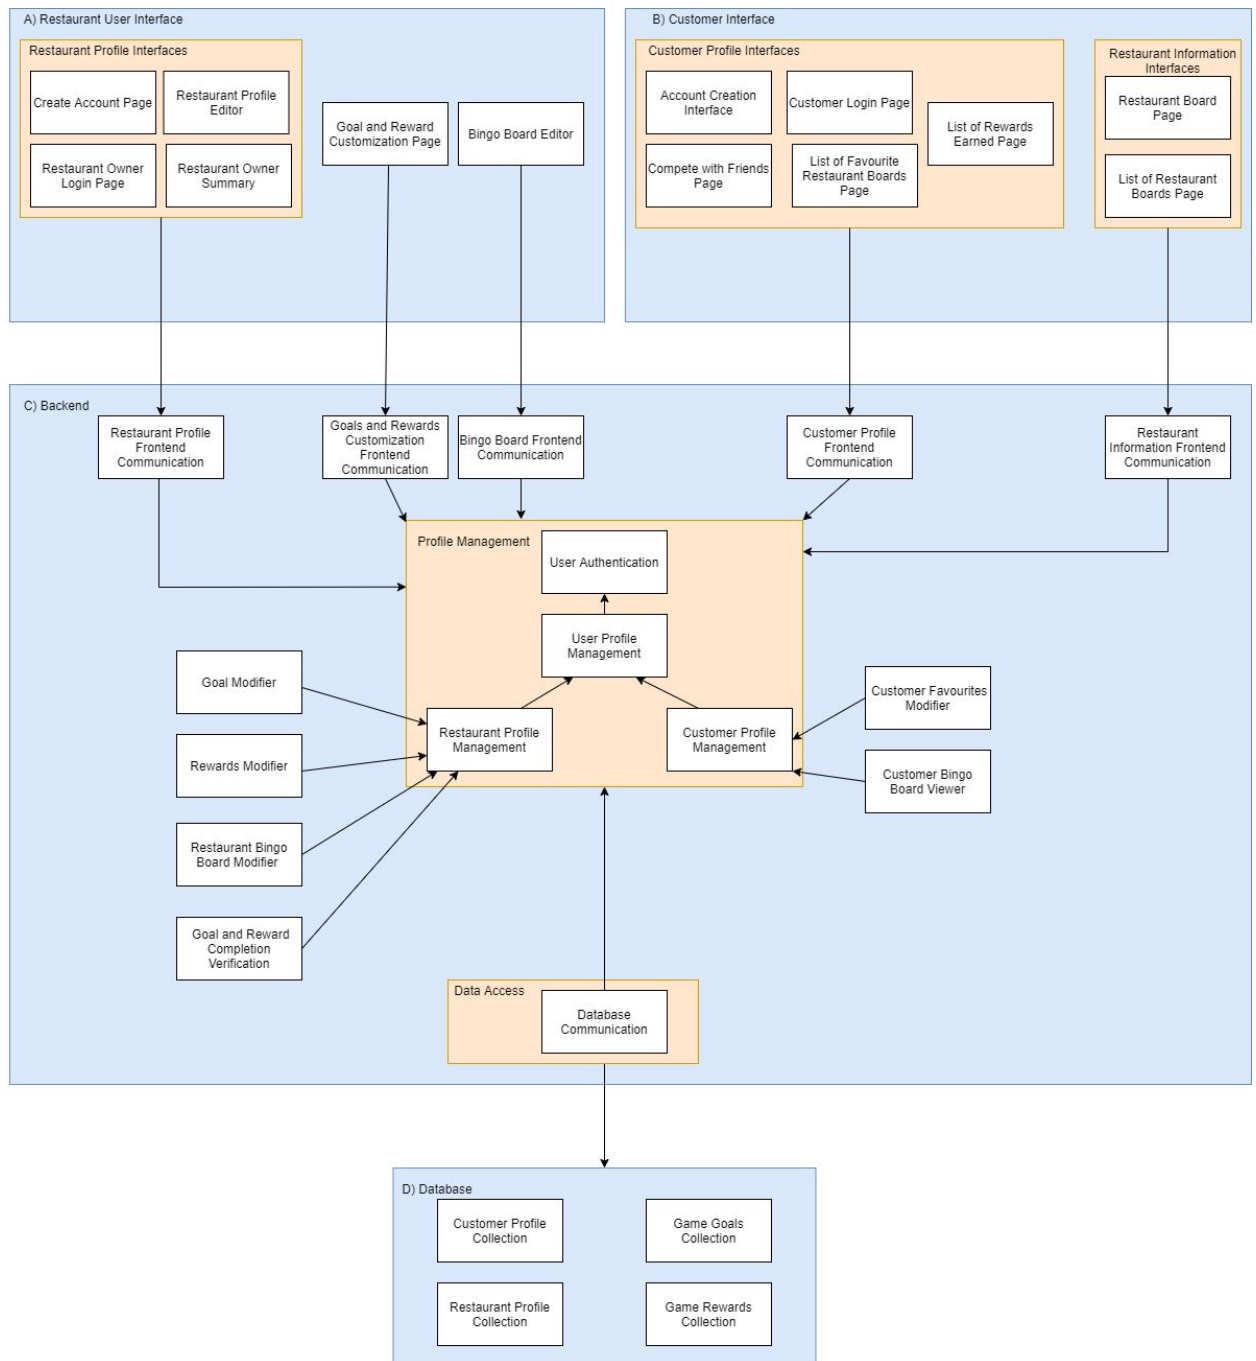 A) Restaurant User Interface
Restaurant Profile Interfaces
Create Account Page
Restaurant Profile
Editor
Restaurant Owner
Login Page
Restaurant Owner
Summary
Goal and Reward
Customization Page
Bingo Board Editor
B) Customer Interface
Customer Profile Interfaces
Account Creation
Interface
Customer Login Page
List of Rewards
Earned Page
Compete with Friends
Page
List of Favourite
Restaurant Boards
Page
Restaurant Information
Interfaces
Restaurant Board
Page
List of Restaurant
Boards Page
C) Backend
Restaurant Profile
Frontend
Communication
Goals and Rewards
Customization
Frontend
Communication
Bingo Board Frontend
Communication
Customer Profile
Frontend
Communication
Restaurant
Information Frontend
Communication
Profile Management
User Authentication
User Profile
Management
Restaurant Profile
Management
Customer Profile
Management
Goal Modifier
Rewards Modifier
Restaurant Bingo
Board Modifier
Goal and Reward
Completion
Verification
Customer Favourites
Modifier
Customer Bingo
Board Viewer
Data Access
Database
Communication
D) Database
Customer Profile
Collection
Game Goals
Collection
Restaurant Profile
Collection
Game Rewards
Collection